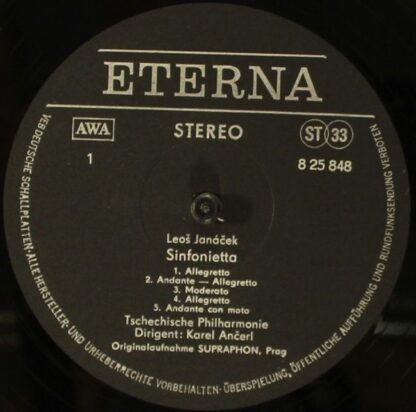 ETERNA
AWA
STEREO
ST 33
1
8 25 848
Leoš Janáček
Sinfonietta
1. Allegretto
2. Andante — Allegretto
3. Moderato
4. Allegretto
5. Andante con moto
Tschechische Philharmonie
Dirigent: Karel Ančerl
Originalaufnahme SUPRAPHON, Prag
VEB DEUTSCHE SCHALLPLATTEN · ALLE HERSTELLER- UND URHEBERRECHTE VORBEHALTEN · ÜBERSPIELUNG, ÖFFENTLICHE AUFFÜHRUNG UND RUNDFUNKSENDUNG VERBOTEN